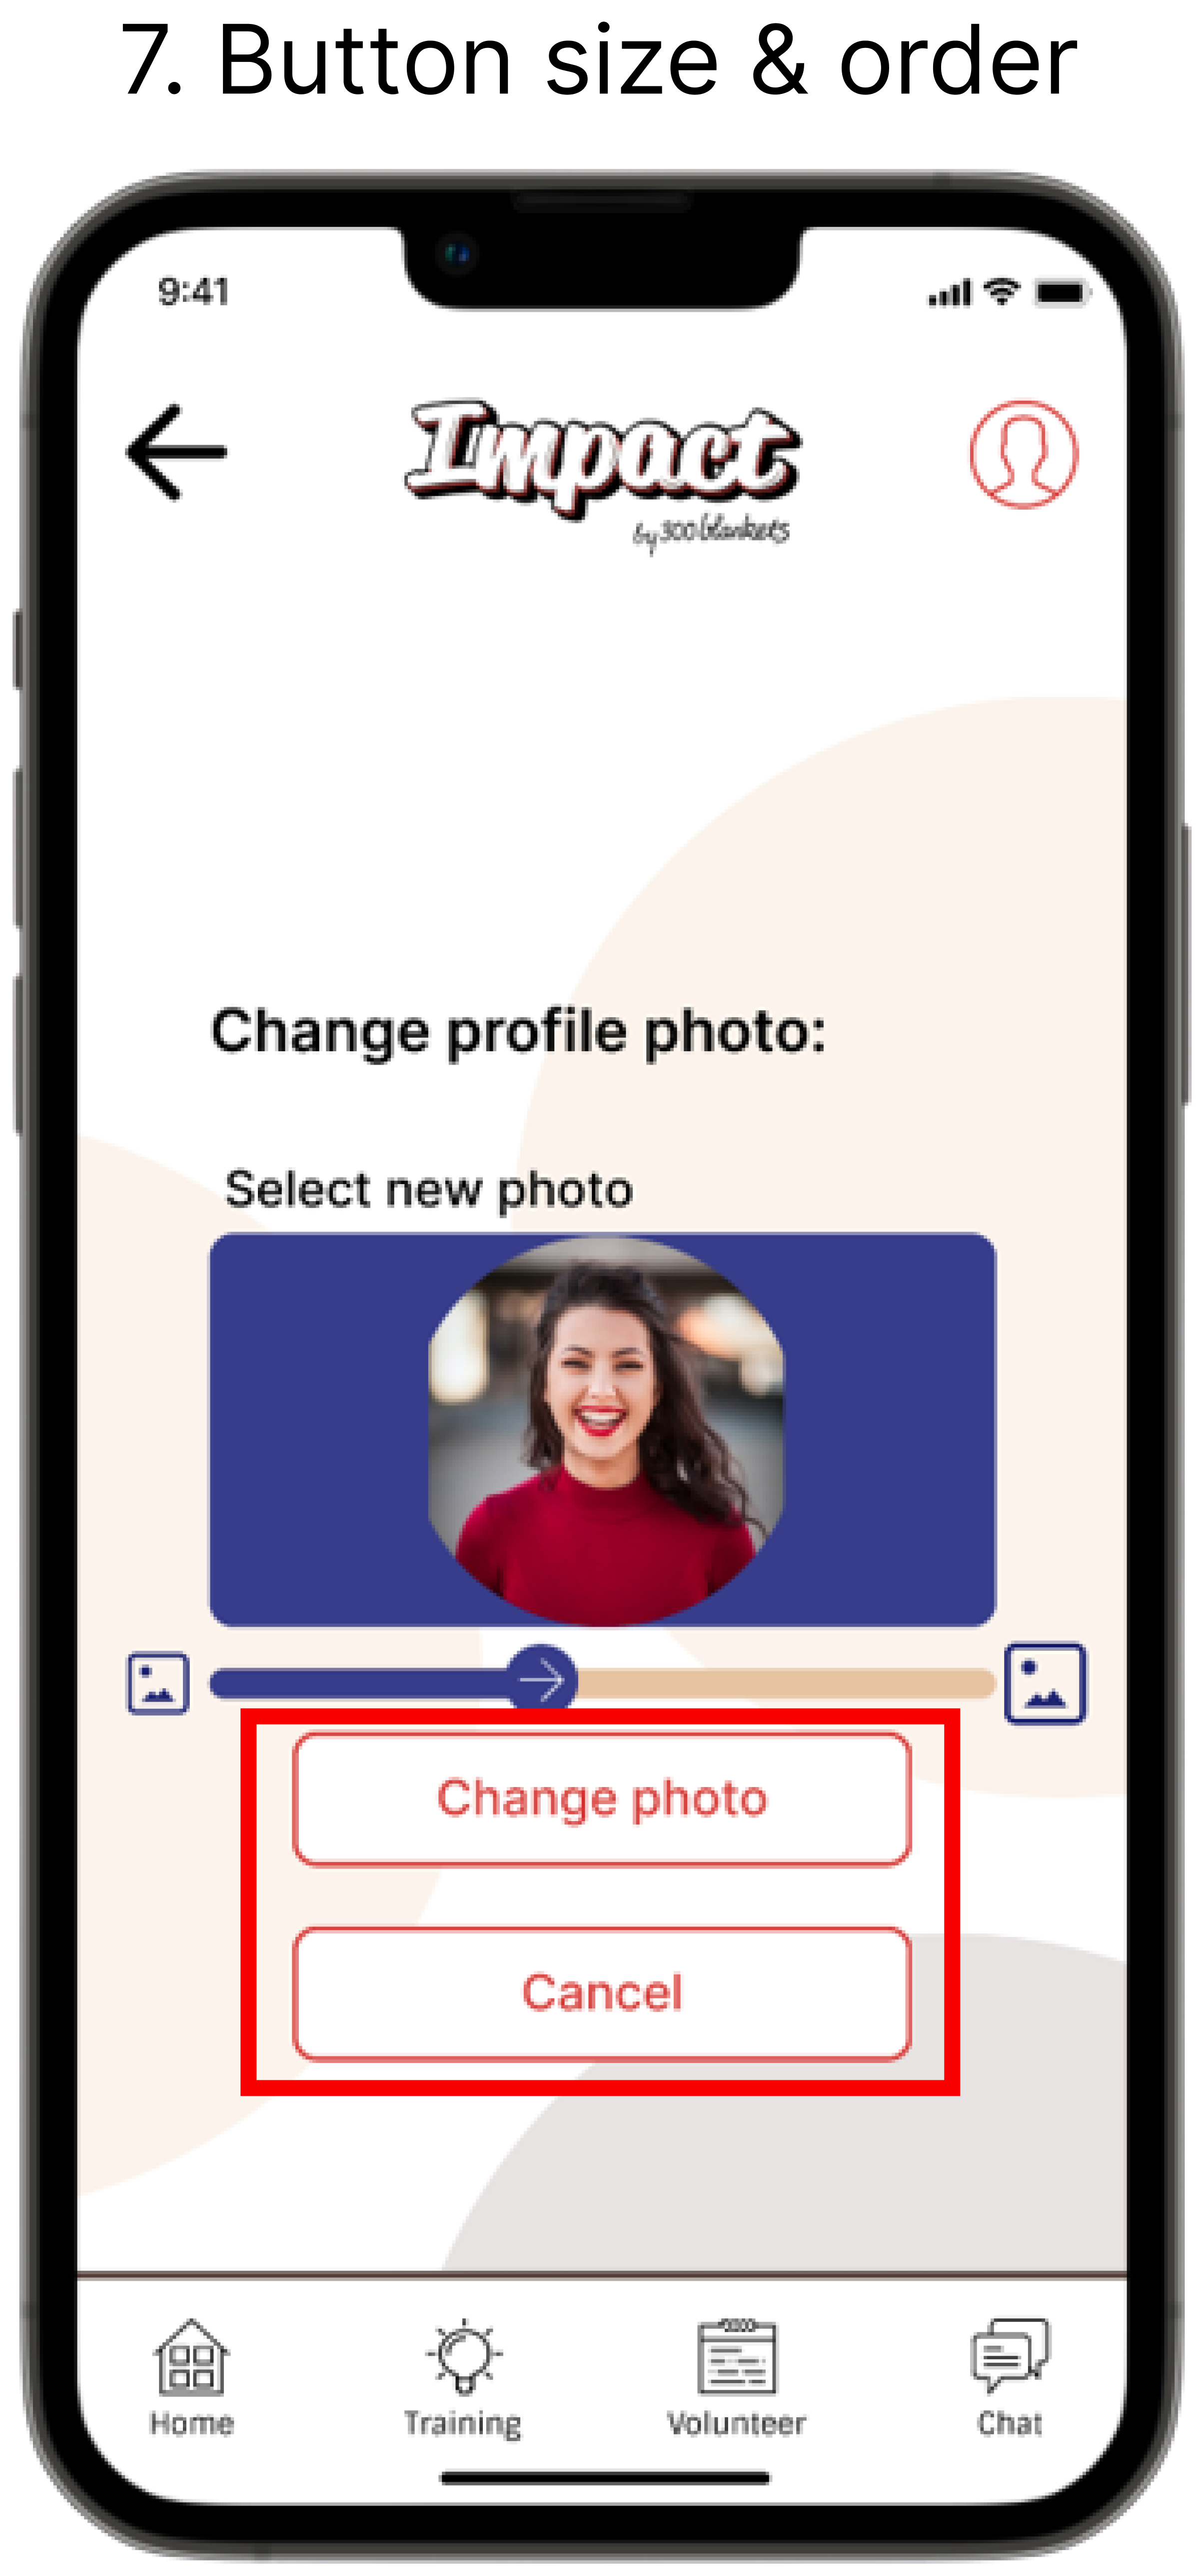 7. Button size & order
9:41
Impact
by 300 blankets
Change profile photo:
Select new photo
Change photo
Cancel
Home
Training
Volunteer
Chat